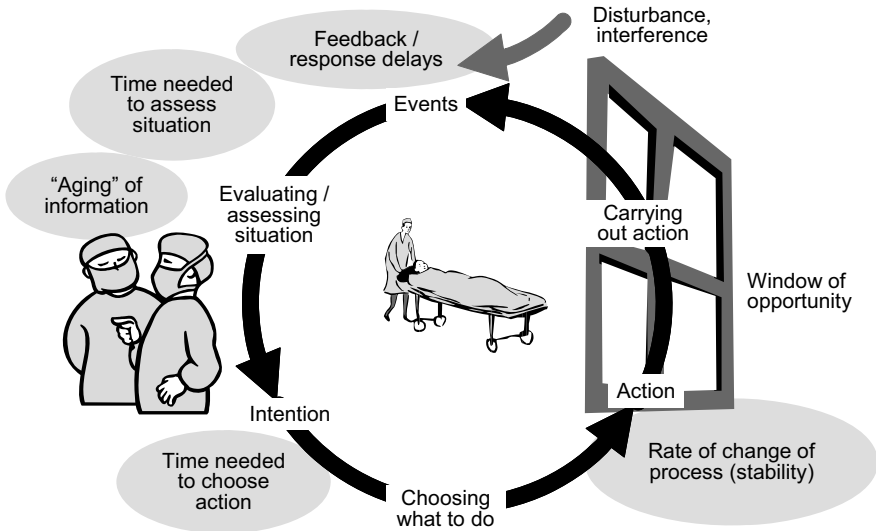 Disturbance,
interference
Feedback /
response delays
Time needed
to assess
situation
Events
“Aging” of
information
Evaluating /
assessing
situation
Carrying
out action
Window of
opportunity
Intention
Action
Time needed
to choose
action
Choosing
what to do
Rate of change of
process (stability)